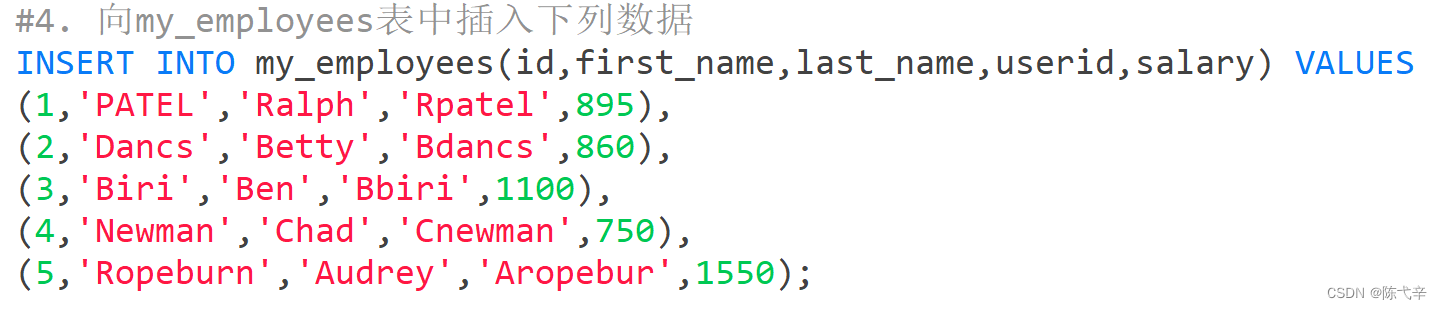 #4. 向my_employees表中插入下列数据
INSERT INTO my_employees(id,first_name,last_name,userid,salary) VALUES
(1,'PATEL','Ralph','Rpatel',895),
(2,'Dancs','Betty','Bdancs',860),
(3,'Biri','Ben','Bbiri',1100),
(4,'Newman','Chad','Cnewman',750),
(5,'Ropeburn','Audrey','Aropebur',1550);
CSDN @陈弋辛